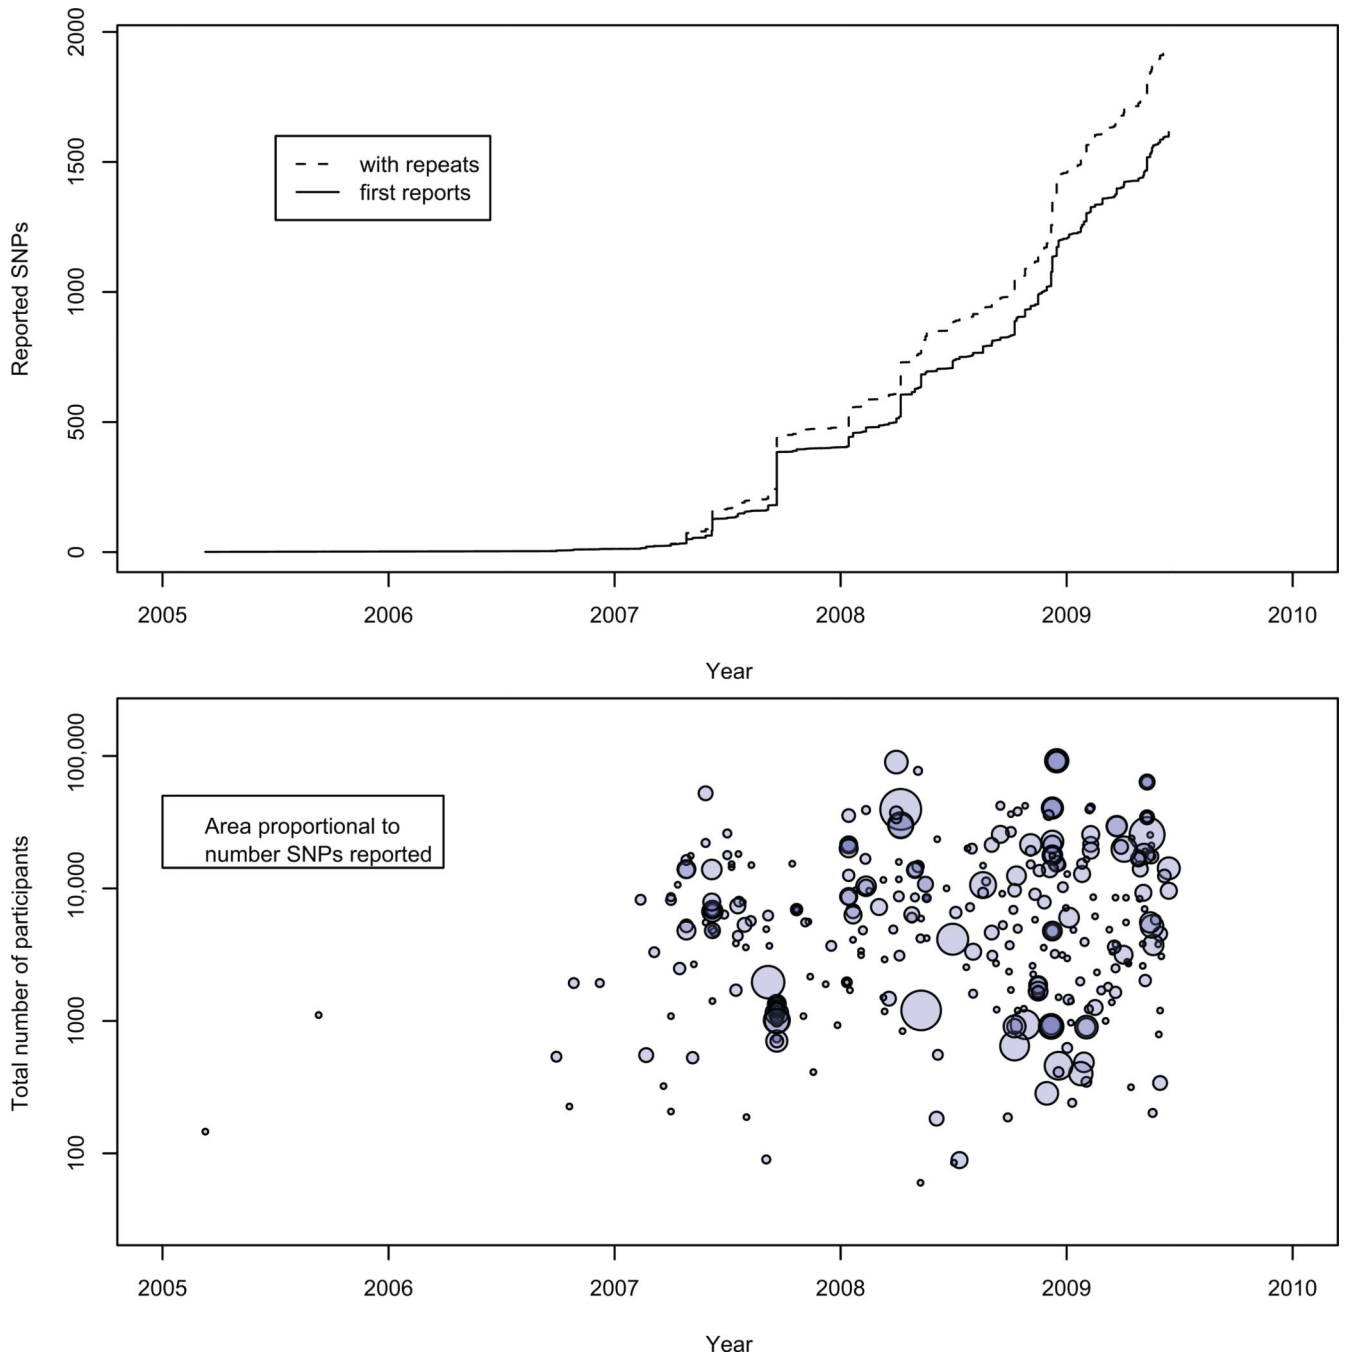 2000
1500
1000
500
0
Reported SNPs
with repeats
first reports
2005 2006 2007 2008 2009 2010
Year
100,000
10,000
1000
100
Total number of participants
Area proportional to
number SNPs reported
2005 2006 2007 2008 2009 2010
Year